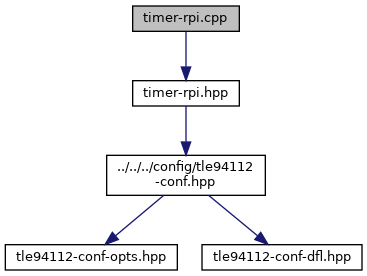 timer-rpi.cpp
timer-rpi.hpp
../../../config/tle94112
-conf.hpp
tle94112-conf-opts.hpp
tle94112-conf-dfl.hpp